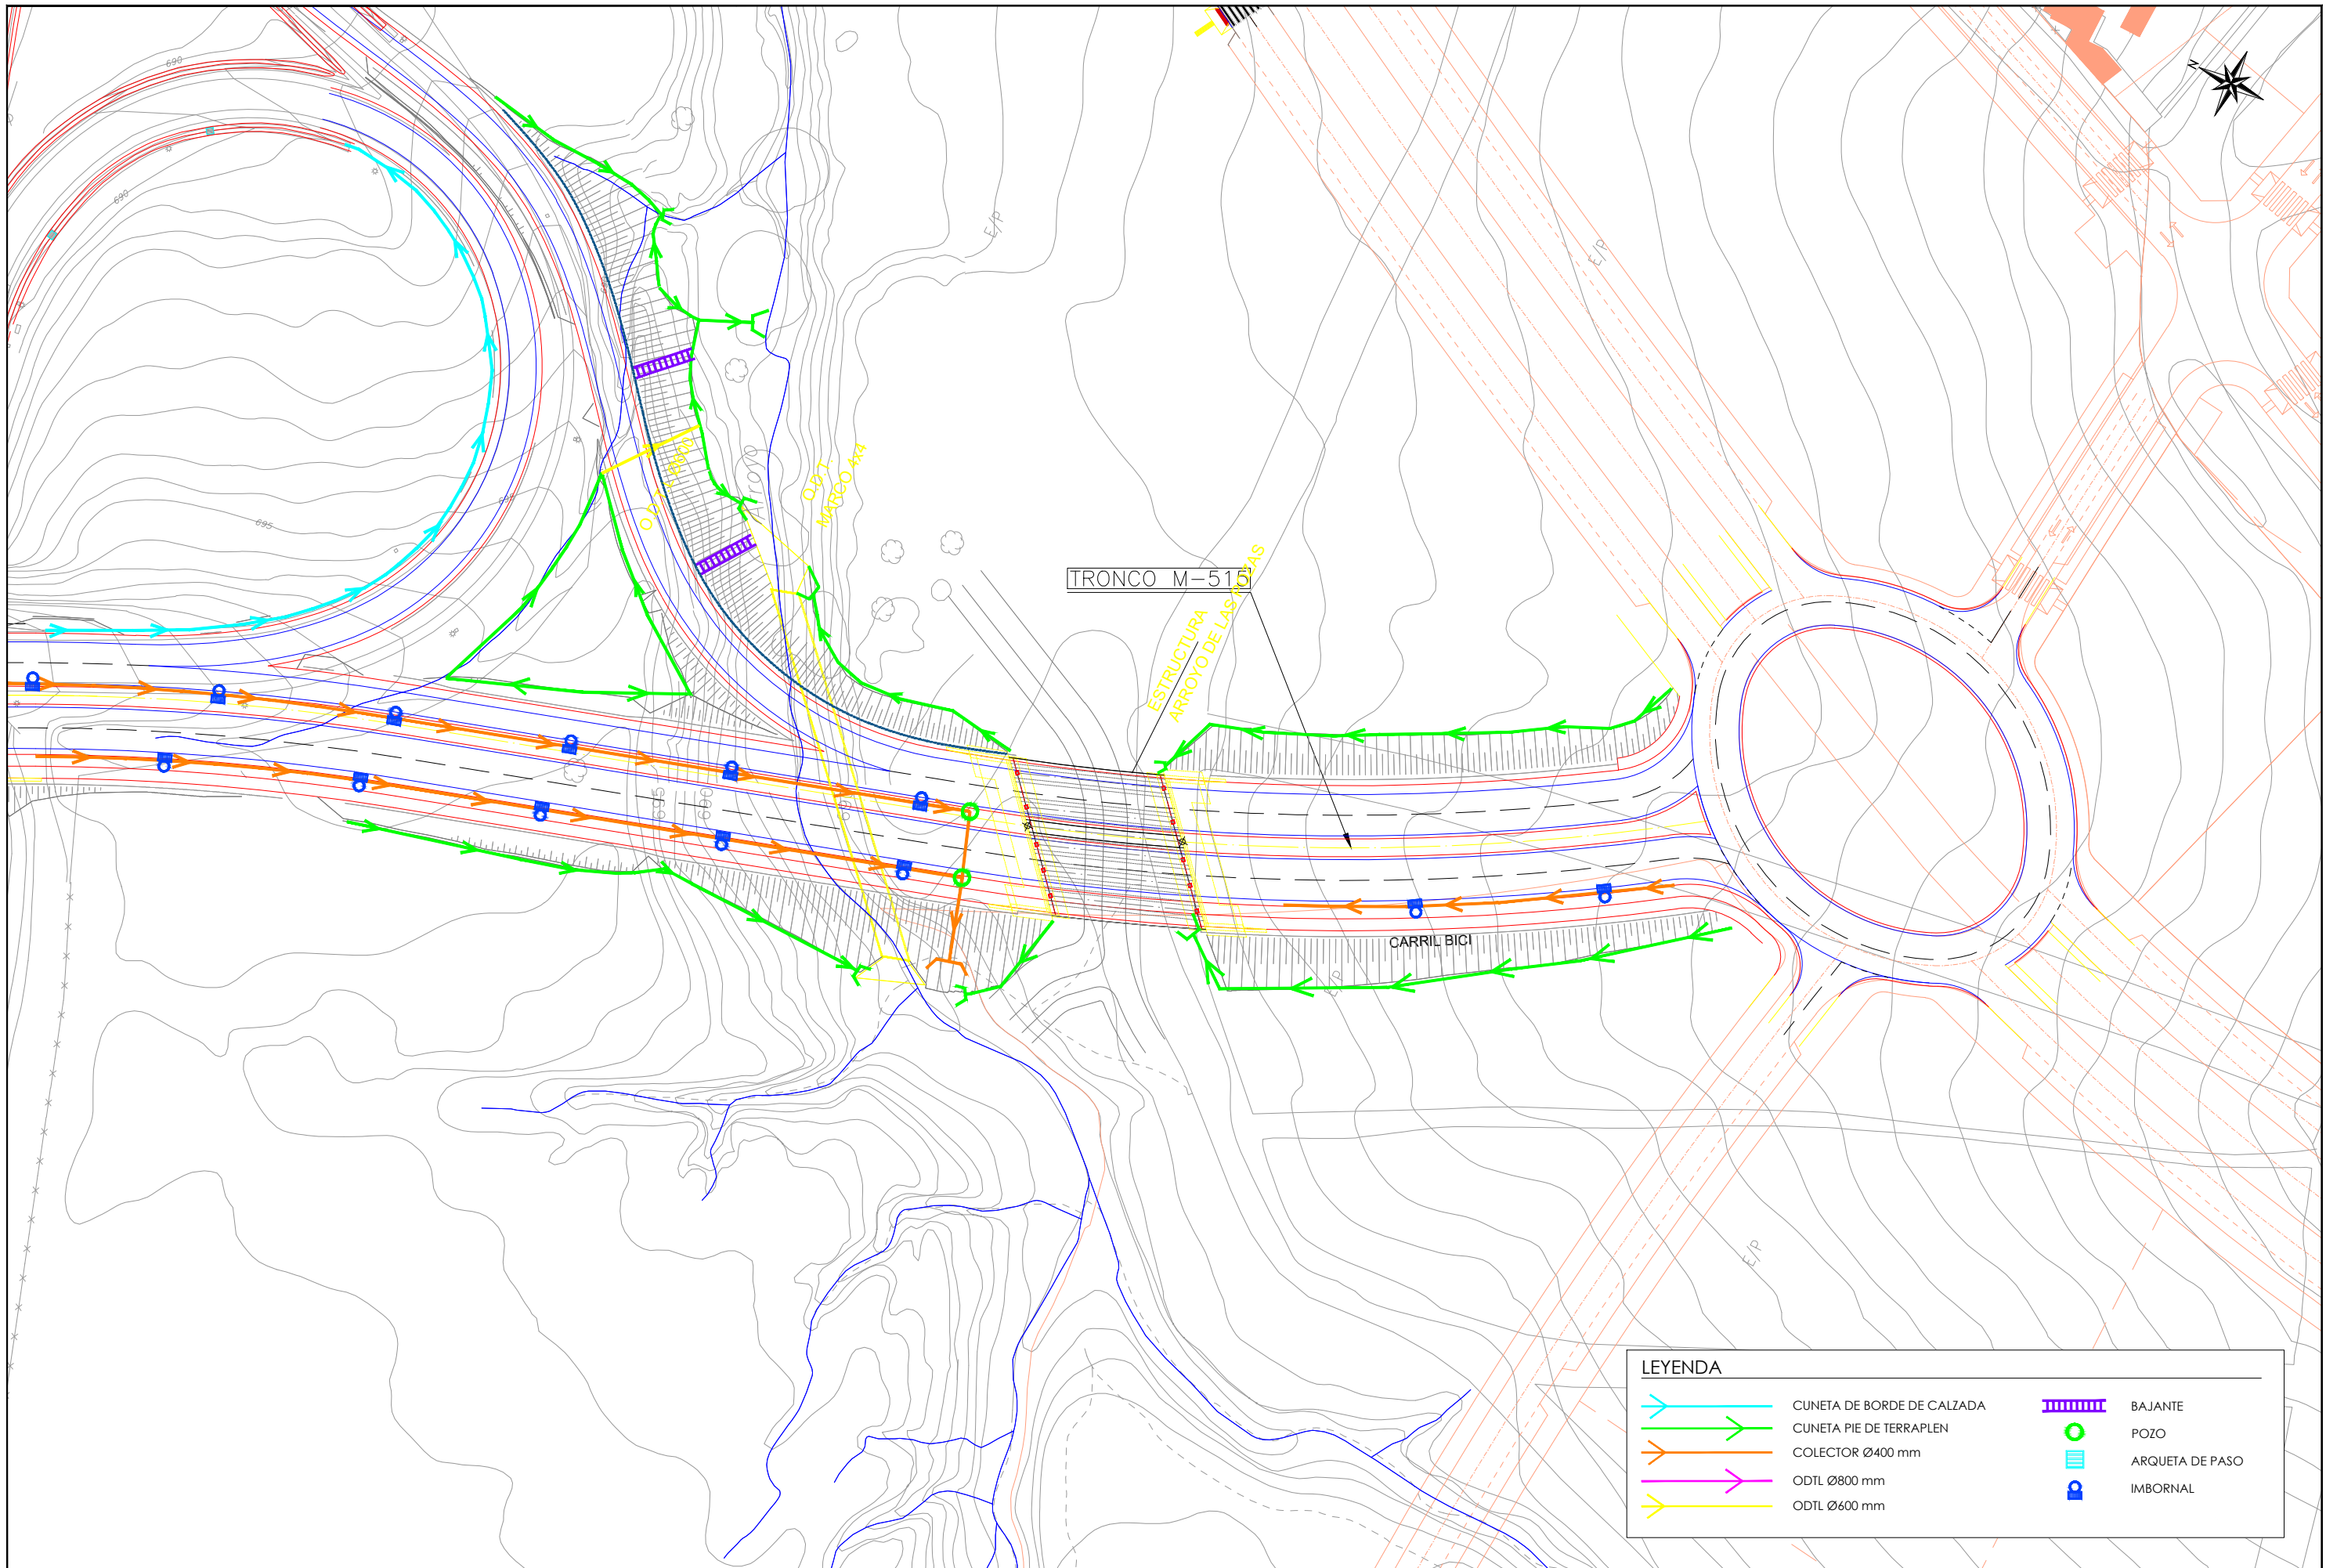 690
690
N
E/P
E/P
695
O.D.T.
MARCO 4x4
TRONCO M-515
ESTRUCTURA
ARROYO DE LAS
CARRIL BICI
E/P
E/P
LEYENDA
CUNETA DE BORDE DE CALZADA
CUNETA PIE DE TERRAPLEN
COLECTOR Ø400 mm
ODTL Ø800 mm
ODTL Ø600 mm
BAJANTE
POZO
ARQUETA DE PASO
IMBORNAL